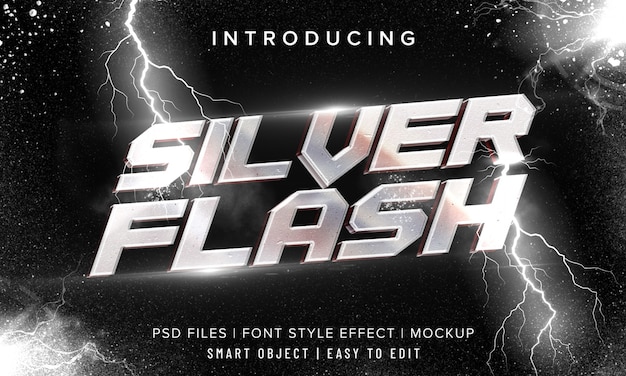 INTRODUCING
SILVER
FLASH
PSD FILES | FONT STYLE EFFECT | MOCKUP
SMART OBJECT | EASY TO EDIT